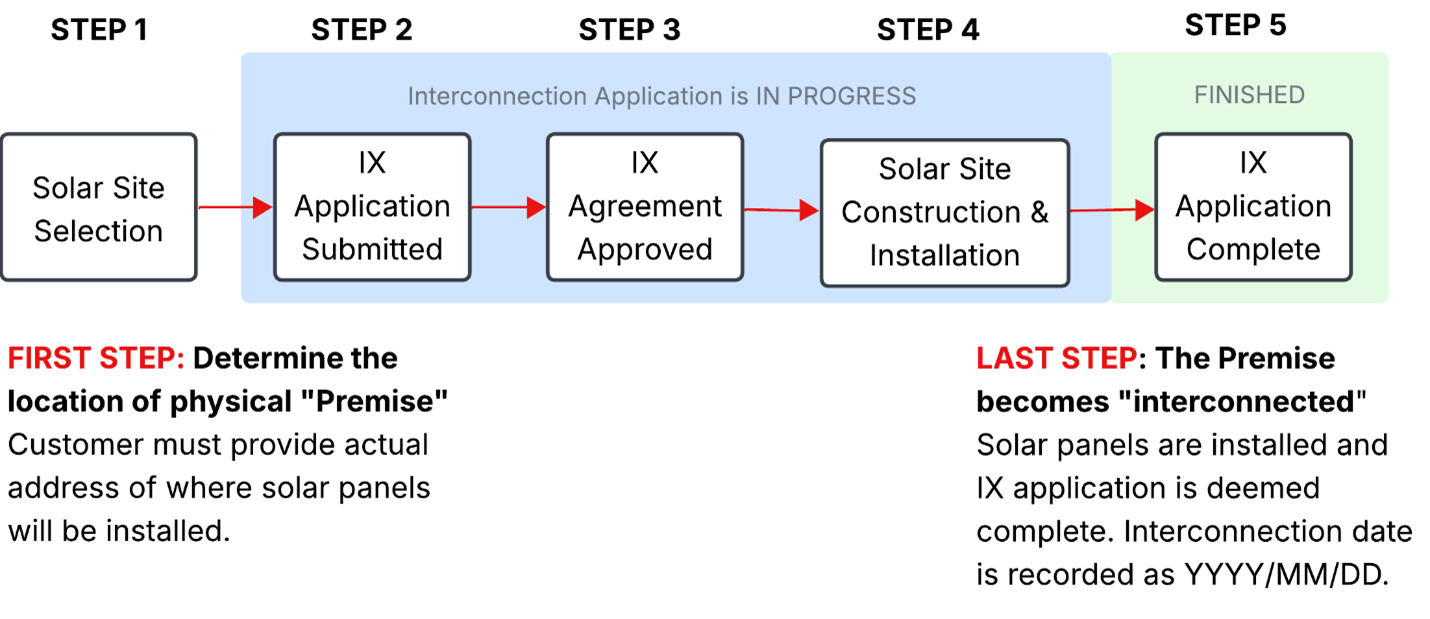 STEP 1
STEP 2
STEP 3
STEP 4
STEP 5
Interconnection Application is IN PROGRESS
FINISHED
Solar Site
Selection
IX
Application
Submitted
IX
Agreement
Approved
Solar Site
Construction &
Installation
IX
Application
Complete
FIRST STEP: Determine the
location of physical "Premise"
Customer must provide actual
address of where solar panels
will be installed.
LAST STEP: The Premise
becomes "interconnected"
Solar panels are installed and
IX application is deemed
complete. Interconnection date
is recorded as YYYY/MM/DD.